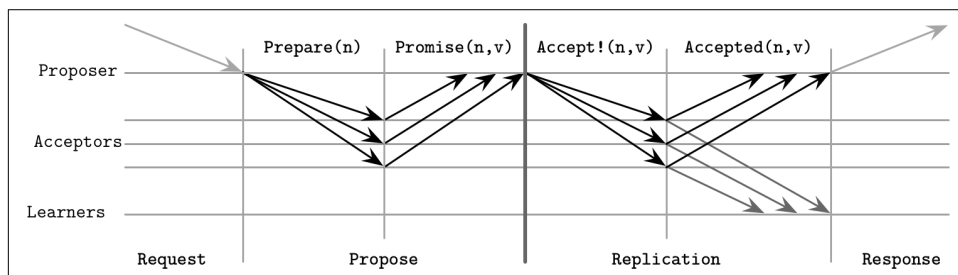 Prepare(n) Promise(n,v) Accept!(n,v) Accepted(n,v)
Proposer
Acceptors
Learners
Request Propose Replication Response